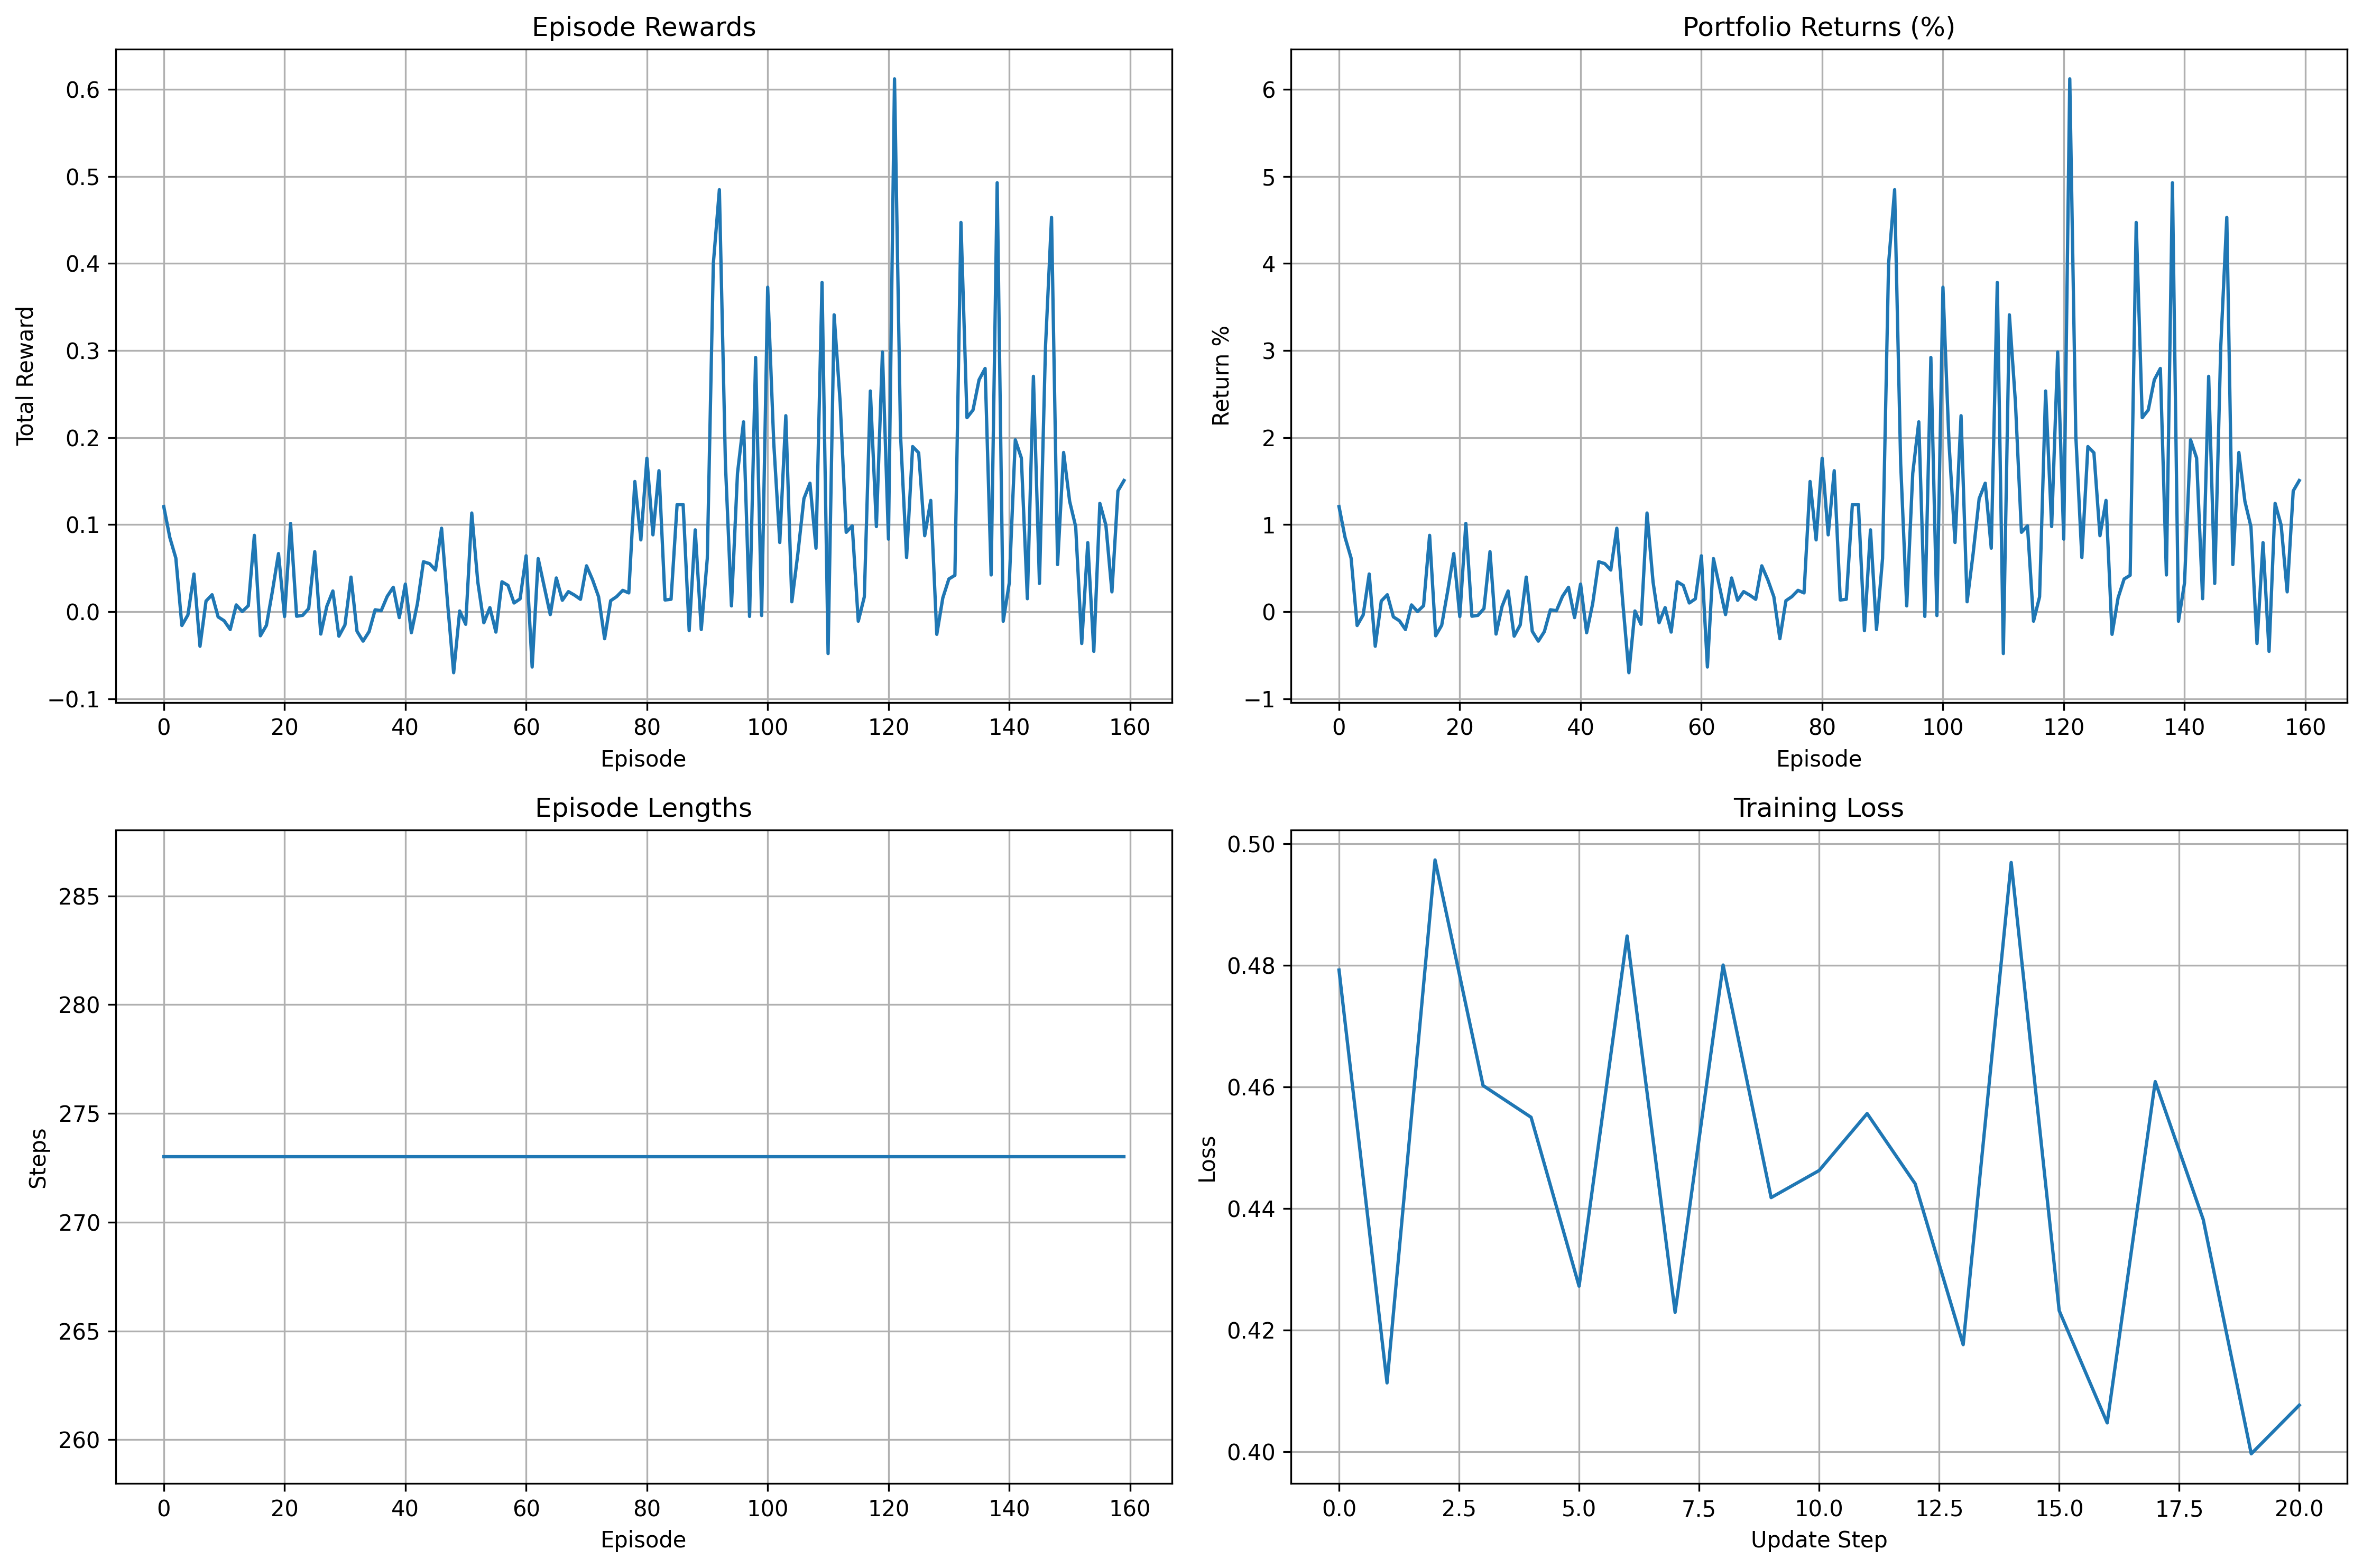 Episode Rewards
Total Reward
0.6
0.5
0.4
0.3
0.2
0.1
0.0
−0.1
0 20 40 60 80 100 120 140 160
Episode
Portfolio Returns (%)
Return %
6
5
4
3
2
1
0
−1
0 20 40 60 80 100 120 140 160
Episode
Episode Lengths
Steps
285
280
275
270
265
260
0 20 40 60 80 100 120 140 160
Episode
Training Loss
Loss
0.50
0.48
0.46
0.44
0.42
0.40
0.0 2.5 5.0 7.5 10.0 12.5 15.0 17.5 20.0
Update Step